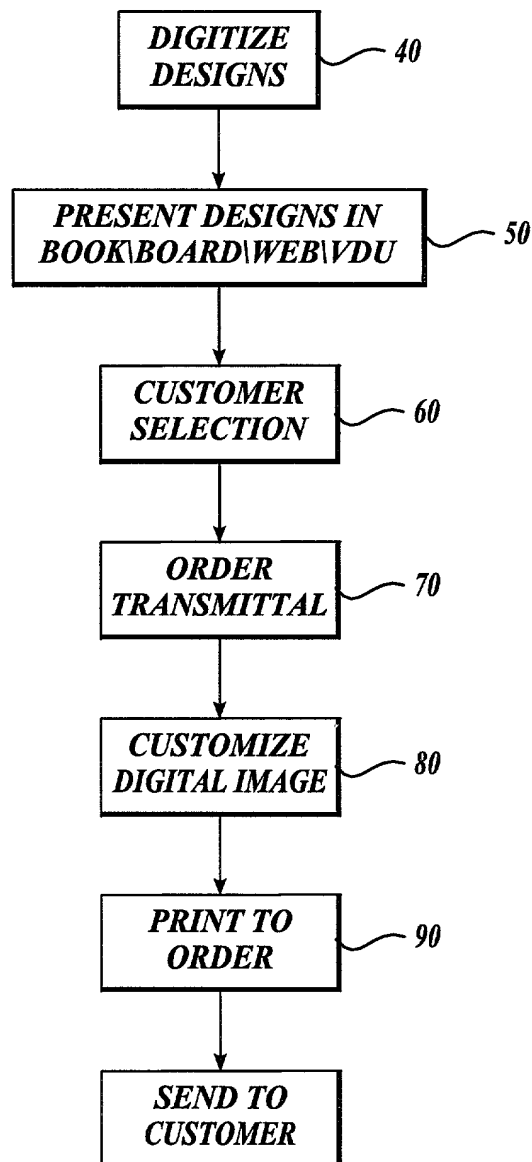 DIGITIZE
DESIGNS
40
PRESENT DESIGNS IN
BOOK\BOARD\WEB\VDU
50
CUSTOMER
SELECTION
60
ORDER
TRANSMITTAL
70
CUSTOMIZE
DIGITAL IMAGE
80
PRINT TO
ORDER
90
SEND TO
CUSTOMER